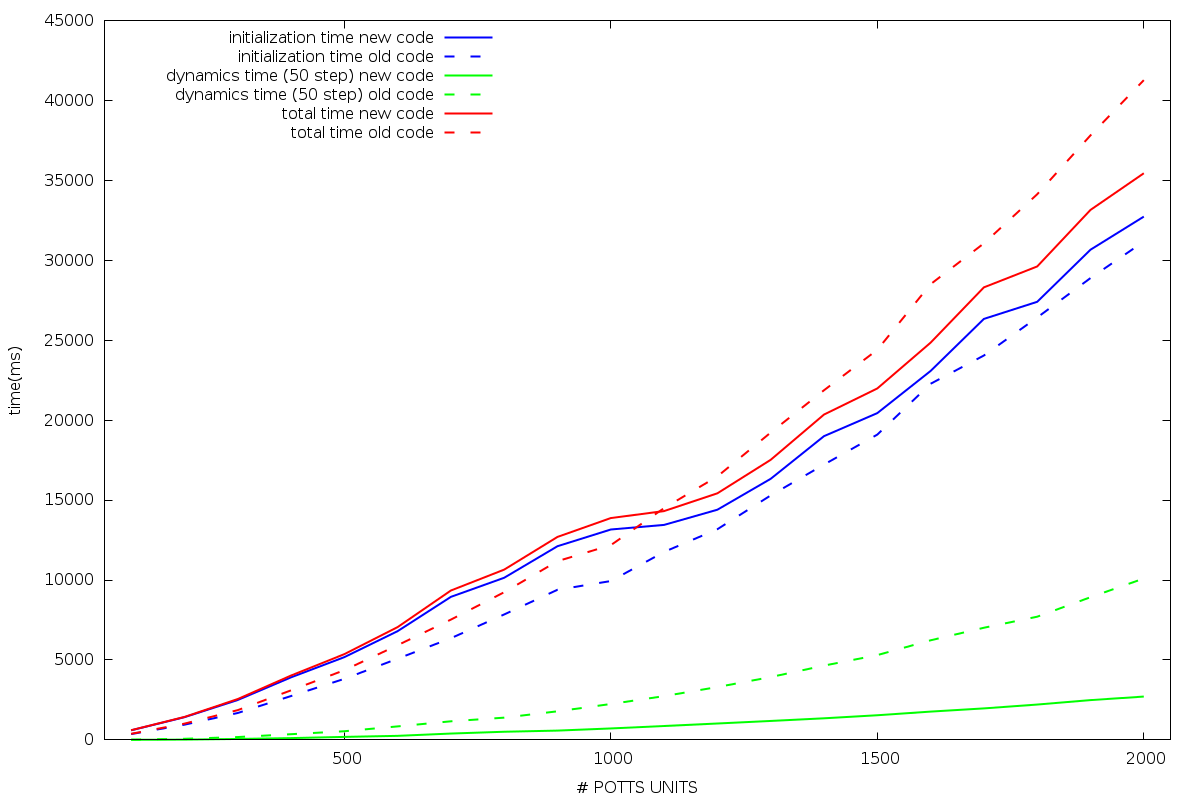 45000
40000
35000
30000
25000
20000
15000
10000
5000
0
time(ms)
initialization time new code
initialization time old code
dynamics time (50 step) new code
dynamics time (50 step) old code
total time new code
total time old code
500
1000
1500
2000
# POTTS UNITS